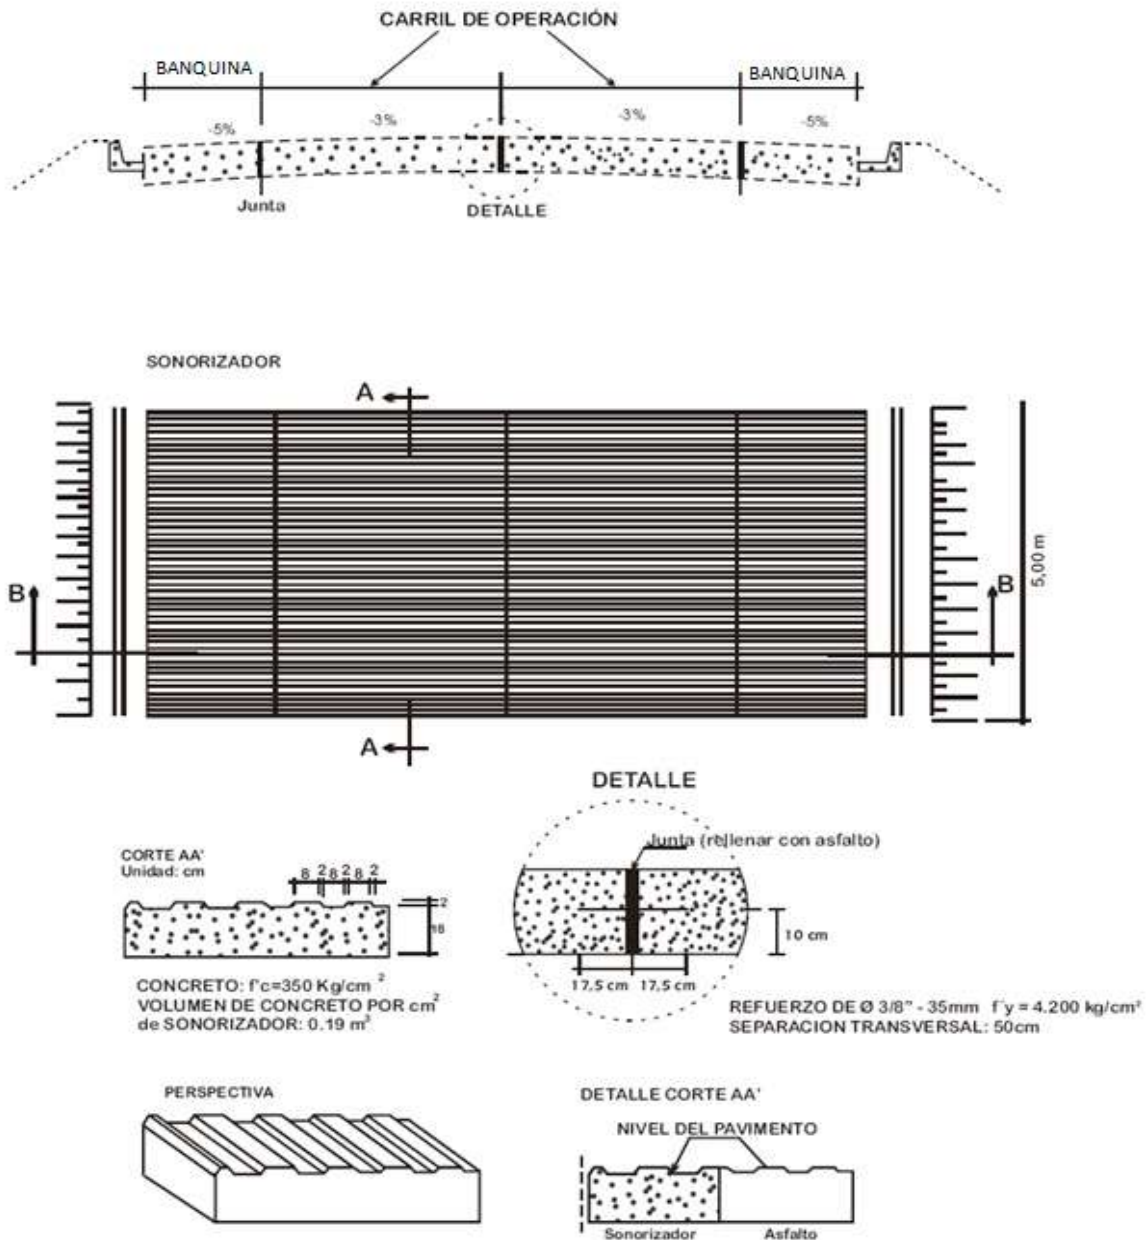 CARRIL DE OPERACIÓN
BANQUINA
BANQUINA
-5%
-3%
-3%
-5%
Junta
DETALLE
SONORIZADOR
A
B
B
5,00 m
A
DETALLE
Junta (rellenar con asfalto)
CORTE AA'
Unidad: cm
8 2 8 2 8 2
2
18
10 cm
17,5 cm 17,5 cm
CONCRETO: f'c=350 Kg/cm²
VOLUMEN DE CONCRETO POR cm²
de SONORIZADOR: 0.19 m³
REFUERZO DE Ø 3/8" - 35mm f'y = 4.200 kg/cm²
SEPARACION TRANSVERSAL: 50cm
PERSPECTIVA
DETALLE CORTE AA'
NIVEL DEL PAVIMENTO
Sonorizador
Asfalto